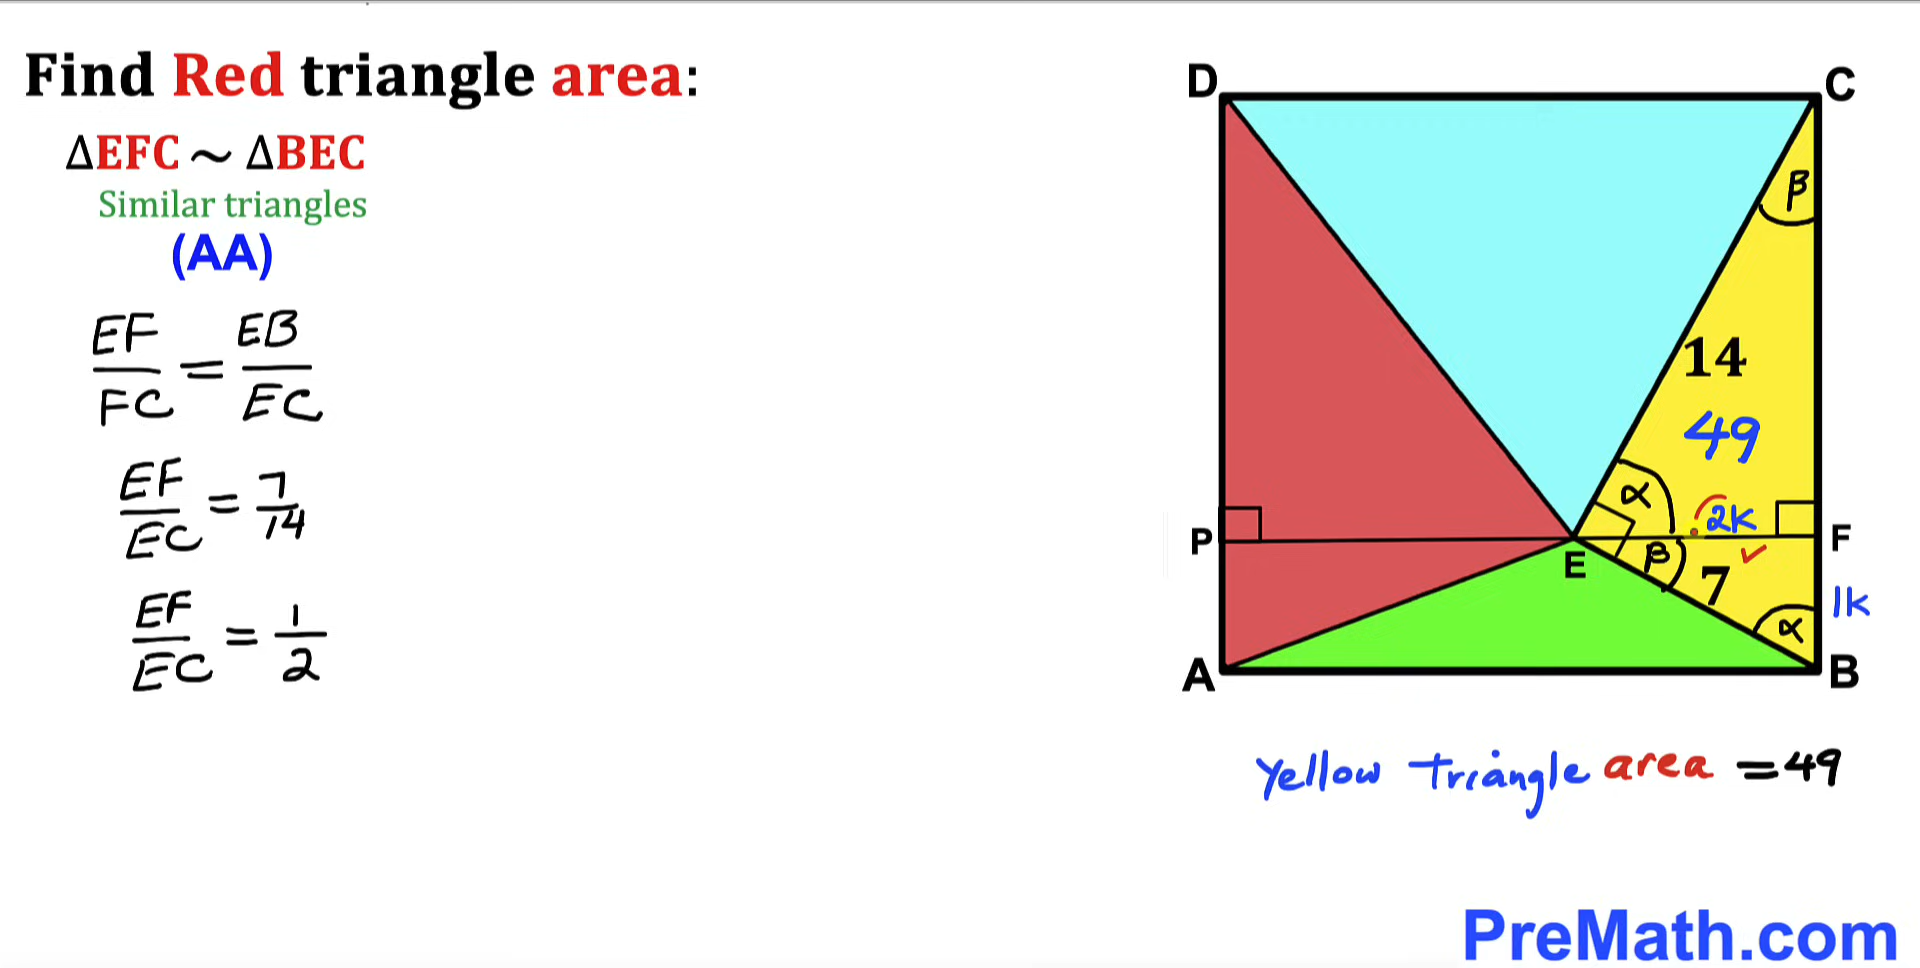 Find Red triangle area:
ΔEFC ~ ΔBEC
Similar triangles
(AA)
EF/FC = EB/EC
EF/EC = 7/14
EF/EC = 1/2
D
C
β
14
49
α
2k
P
F
E
β
7
1k
α
A
B
Yellow Triangle area = 49
PreMath.com